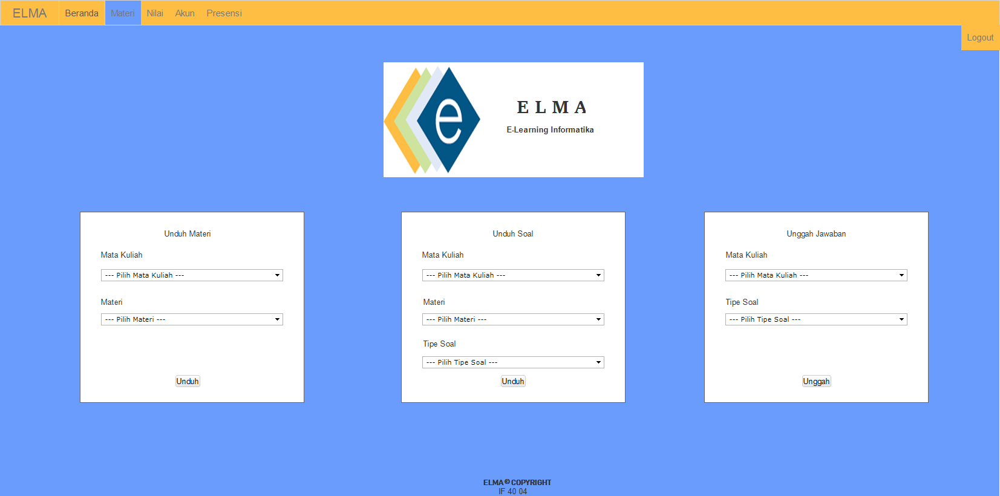 ELMA Beranda Materi Nilai Akun Presensi
Logout
e
E L M A
E-Learning Informatika
Unduh Materi
Mata Kuliah
--- Pilih Mata Kuliah ---
Materi
--- Pilih Materi ---
Unduh
Unduh Soal
Mata Kuliah
--- Pilih Mata Kuliah ---
Materi
--- Pilih Materi ---
Tipe Soal
--- Pilih Tipe Soal ---
Unduh
Unggah Jawaban
Mata Kuliah
--- Pilih Mata Kuliah ---
Tipe Soal
--- Pilih Tipe Soal ---
Unggah
ELMA © COPYRIGHT
IF 40 04